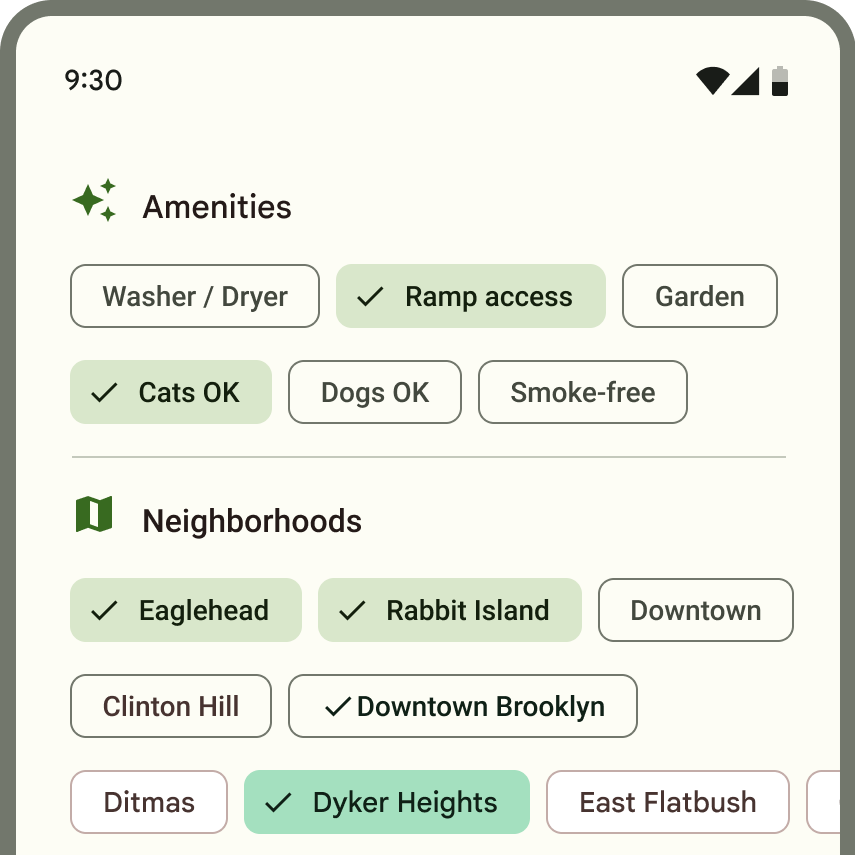 9:30
Amenities
Washer / Dryer Ramp access Garden
Cats OK Dogs OK Smoke-free
Neighborhoods
Eaglehead Rabbit Island Downtown
Clinton Hill Downtown Brooklyn
Ditmas Dyker Heights East Flatbush